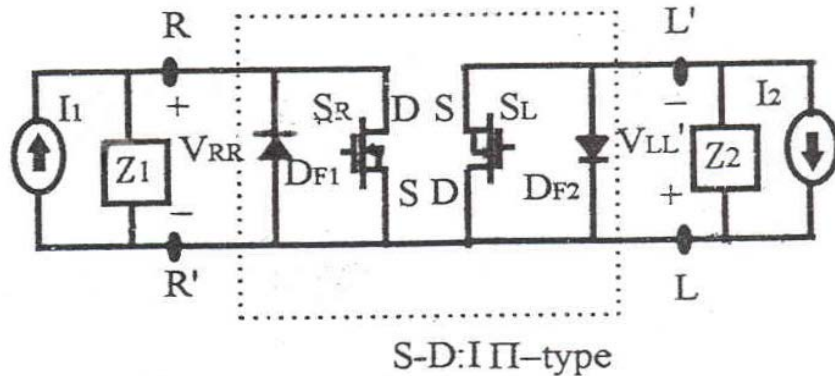 R
L'
I1
+
Z1
VRR
−
DF1
SR
D
S
S
D
SL
DF2
−
VLL'
+
Z2
I2
R'
L
S-D:I Π–type